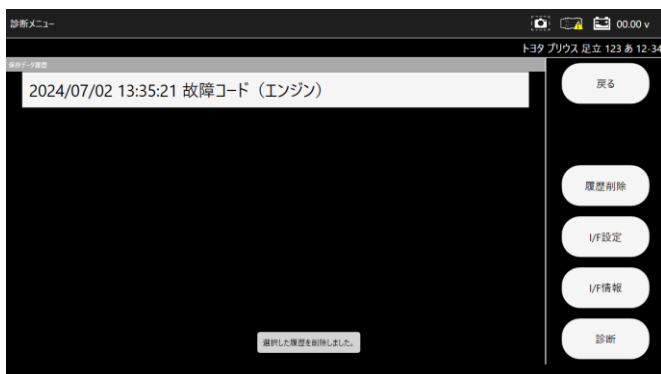 診断メニュー
00.00 v
トヨタ プリウス 足立 123 あ 12-34
保存データ履歴
2024/07/02 13:35:21 故障コード（エンジン）
戻る
履歴削除
I/F設定
I/F情報
診断
選択した履歴を削除しました。